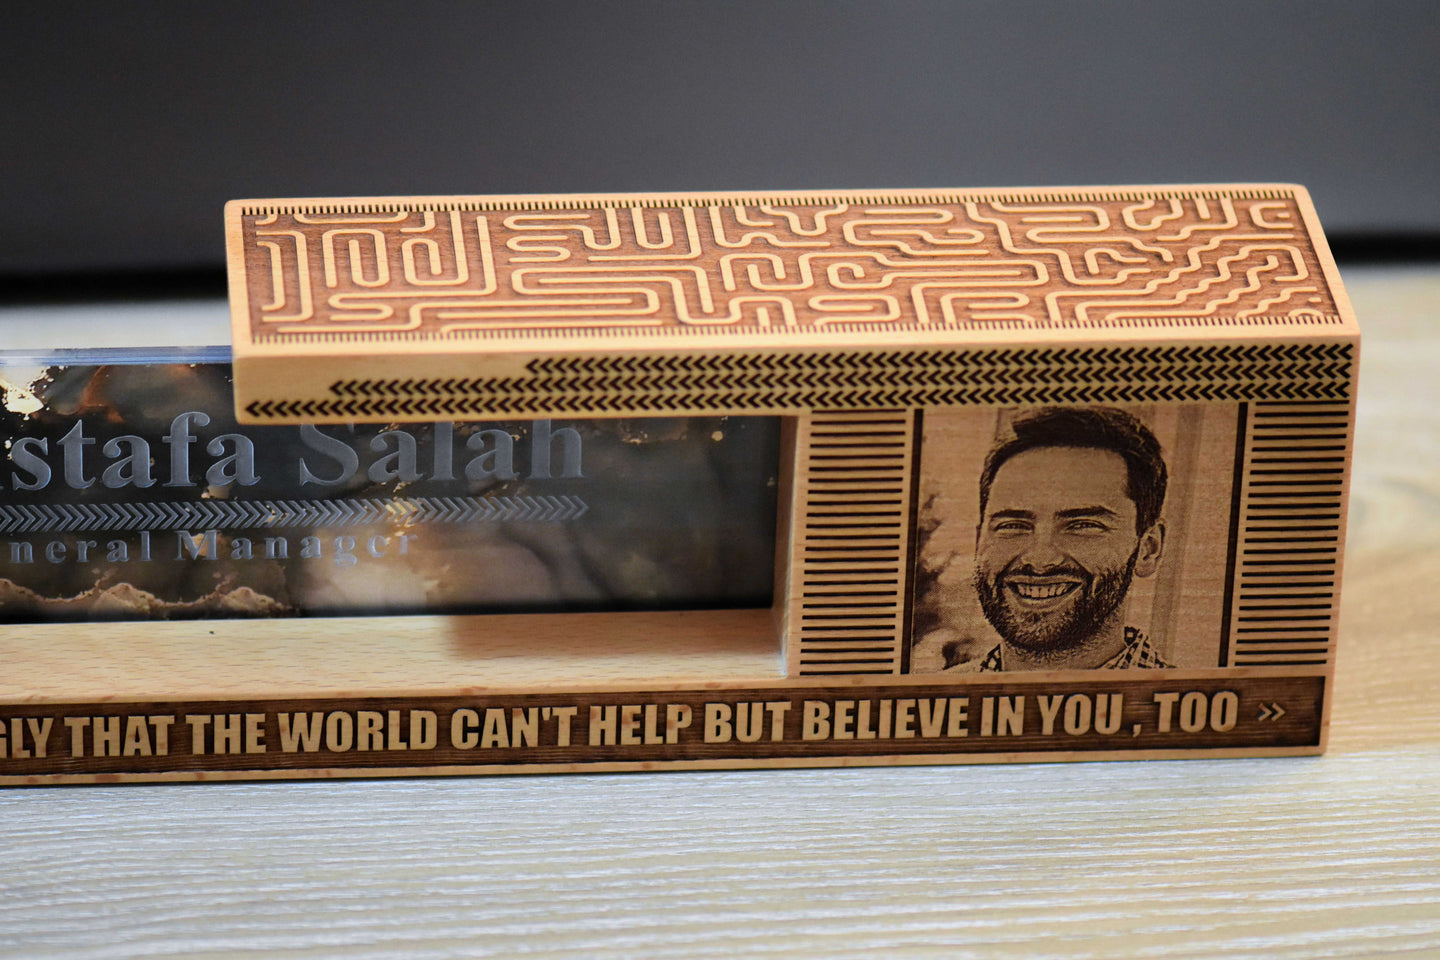 stafa Salah
neral Manager
GLY THAT THE WORLD CAN'T HELP BUT BELIEVE IN YOU , TOO »